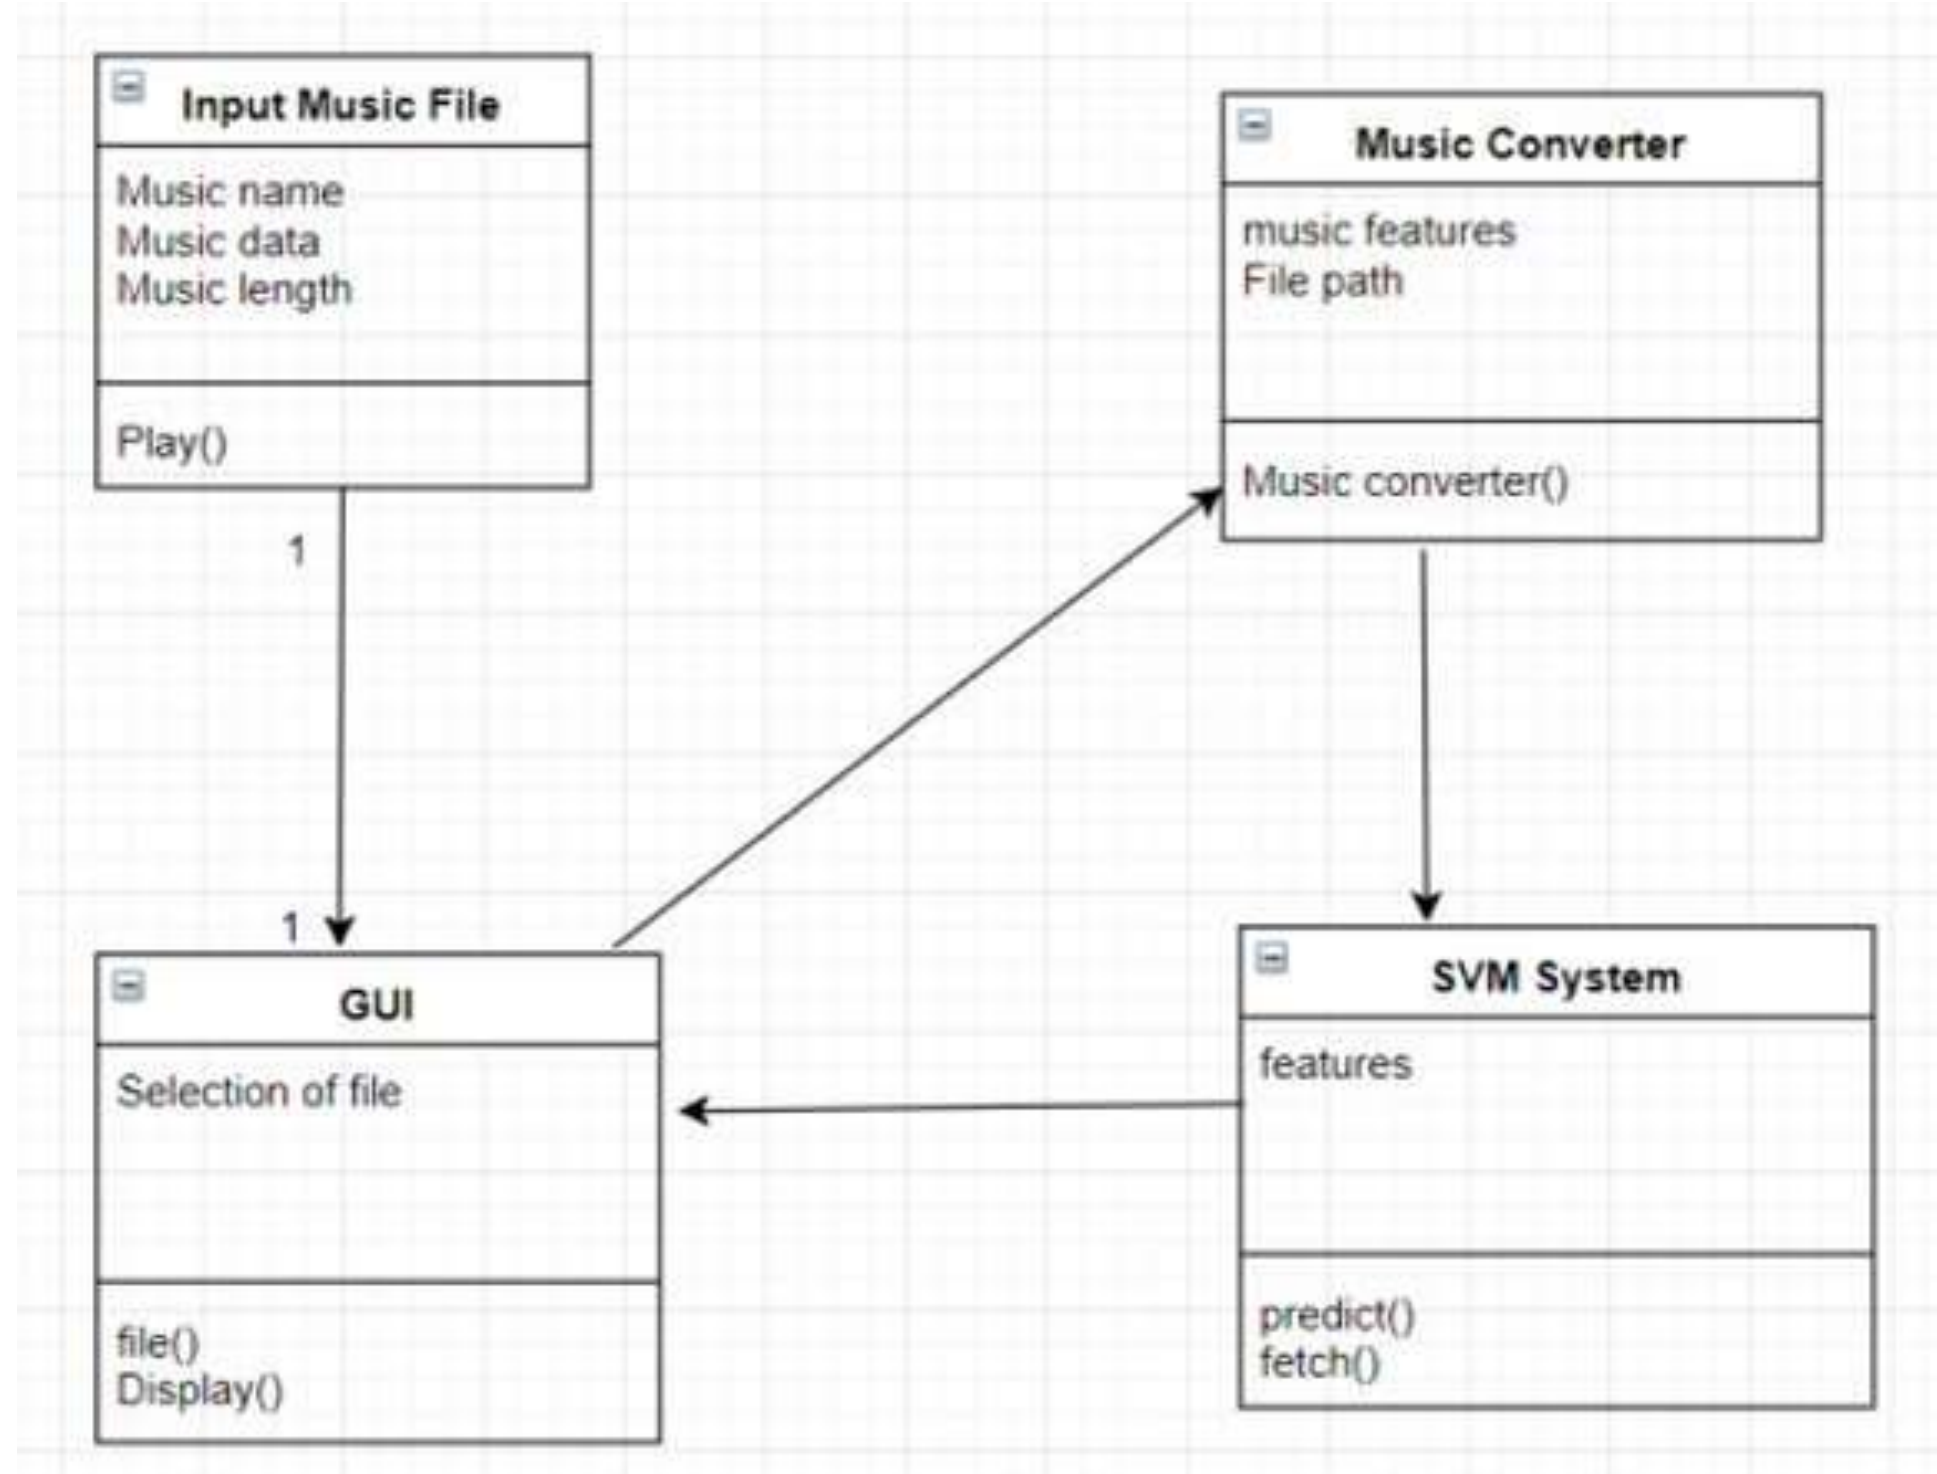 Input Music File
Music name
Music data
Music length
Play()
1
1
Music Converter
music features
File path
Music converter()
GUI
Selection of file
file()
Display()
SVM System
features
predict()
fetch()